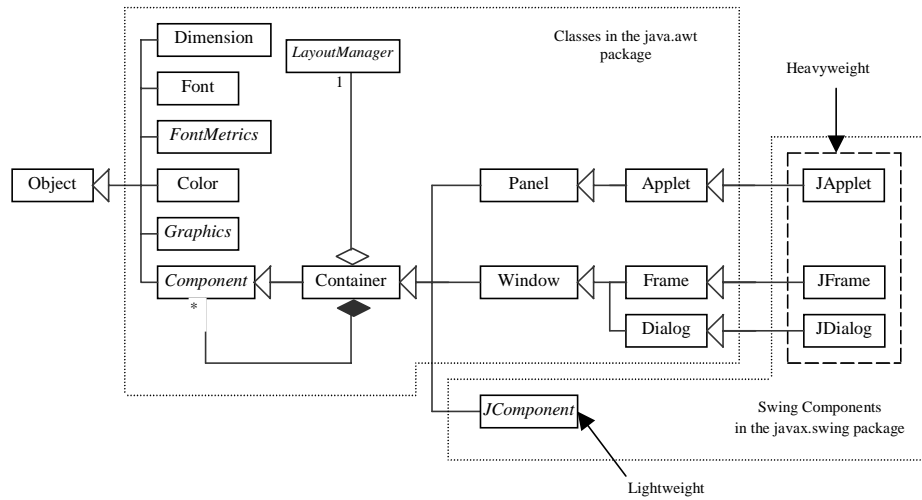 Dimension
LayoutManager
Classes in the java.awt
package
Font
1
Heavyweight
FontMetrics
Object
Color
Panel
Applet
JApplet
Graphics
Component
Container
Window
Frame
JFrame
*
Dialog
JDialog
JComponent
Swing Components
in the javax.swing package
Lightweight